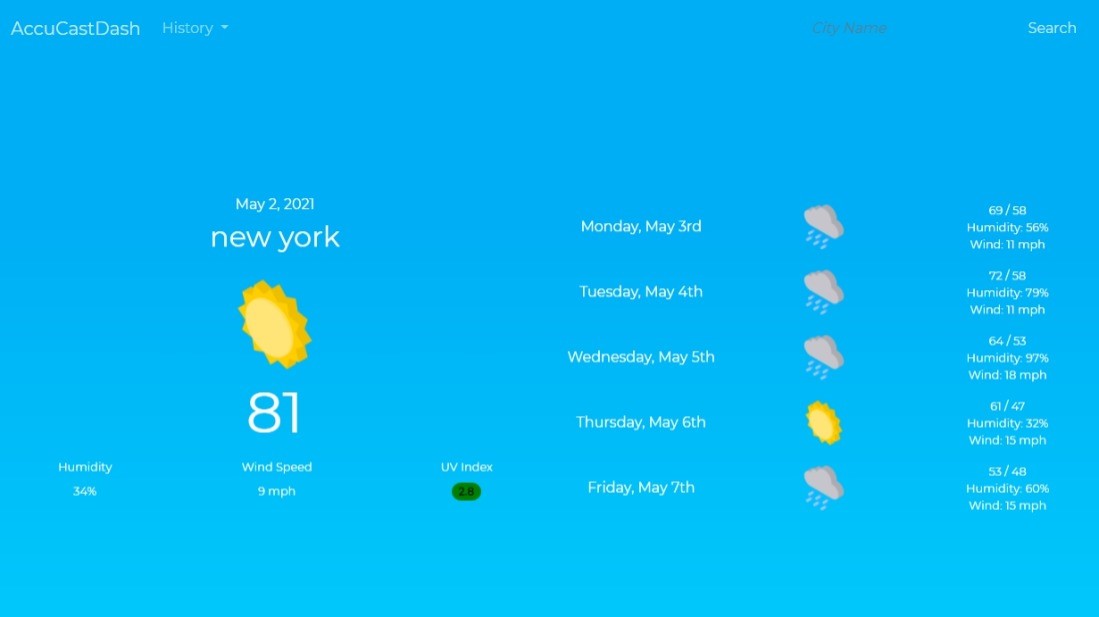 AccuCastDash
History
City Name
Search
May 2, 2021
new york
81
Humidity
34%
Wind Speed
9 mph
UV Index
2.8
Monday, May 3rd
69 / 58
Humidity: 56%
Wind: 11 mph
Tuesday, May 4th
72 / 58
Humidity: 79%
Wind: 11 mph
Wednesday, May 5th
64 / 53
Humidity: 97%
Wind: 18 mph
Thursday, May 6th
61 / 47
Humidity: 32%
Wind: 15 mph
Friday, May 7th
53 / 48
Humidity: 60%
Wind: 15 mph